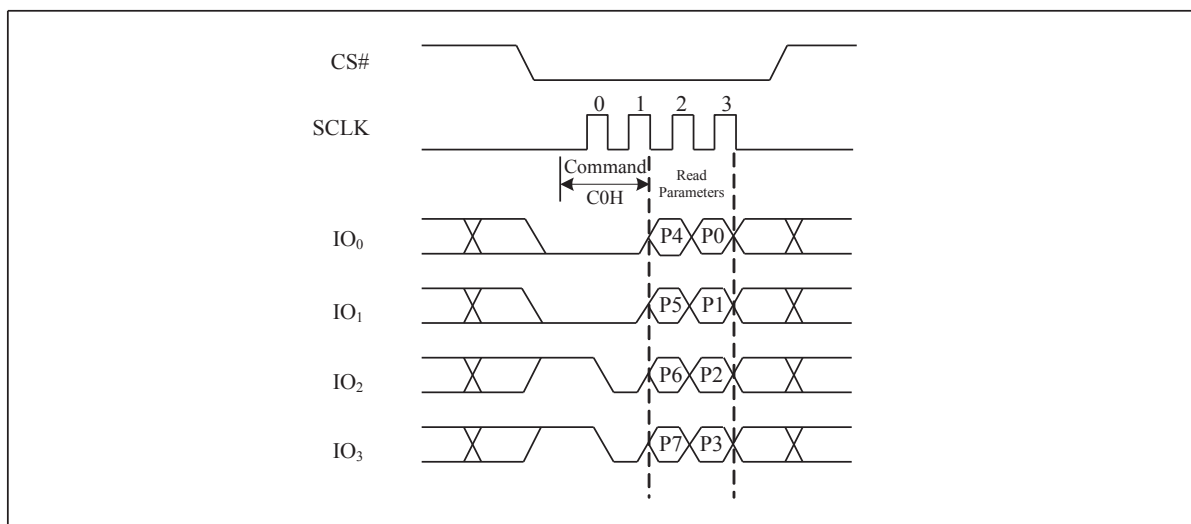 CS#
0 1 2 3
SCLK
Command
C0H
Read
Parameters
IO₀ P4 P0
IO₁ P5 P1
IO₂ P6 P2
IO₃ P7 P3